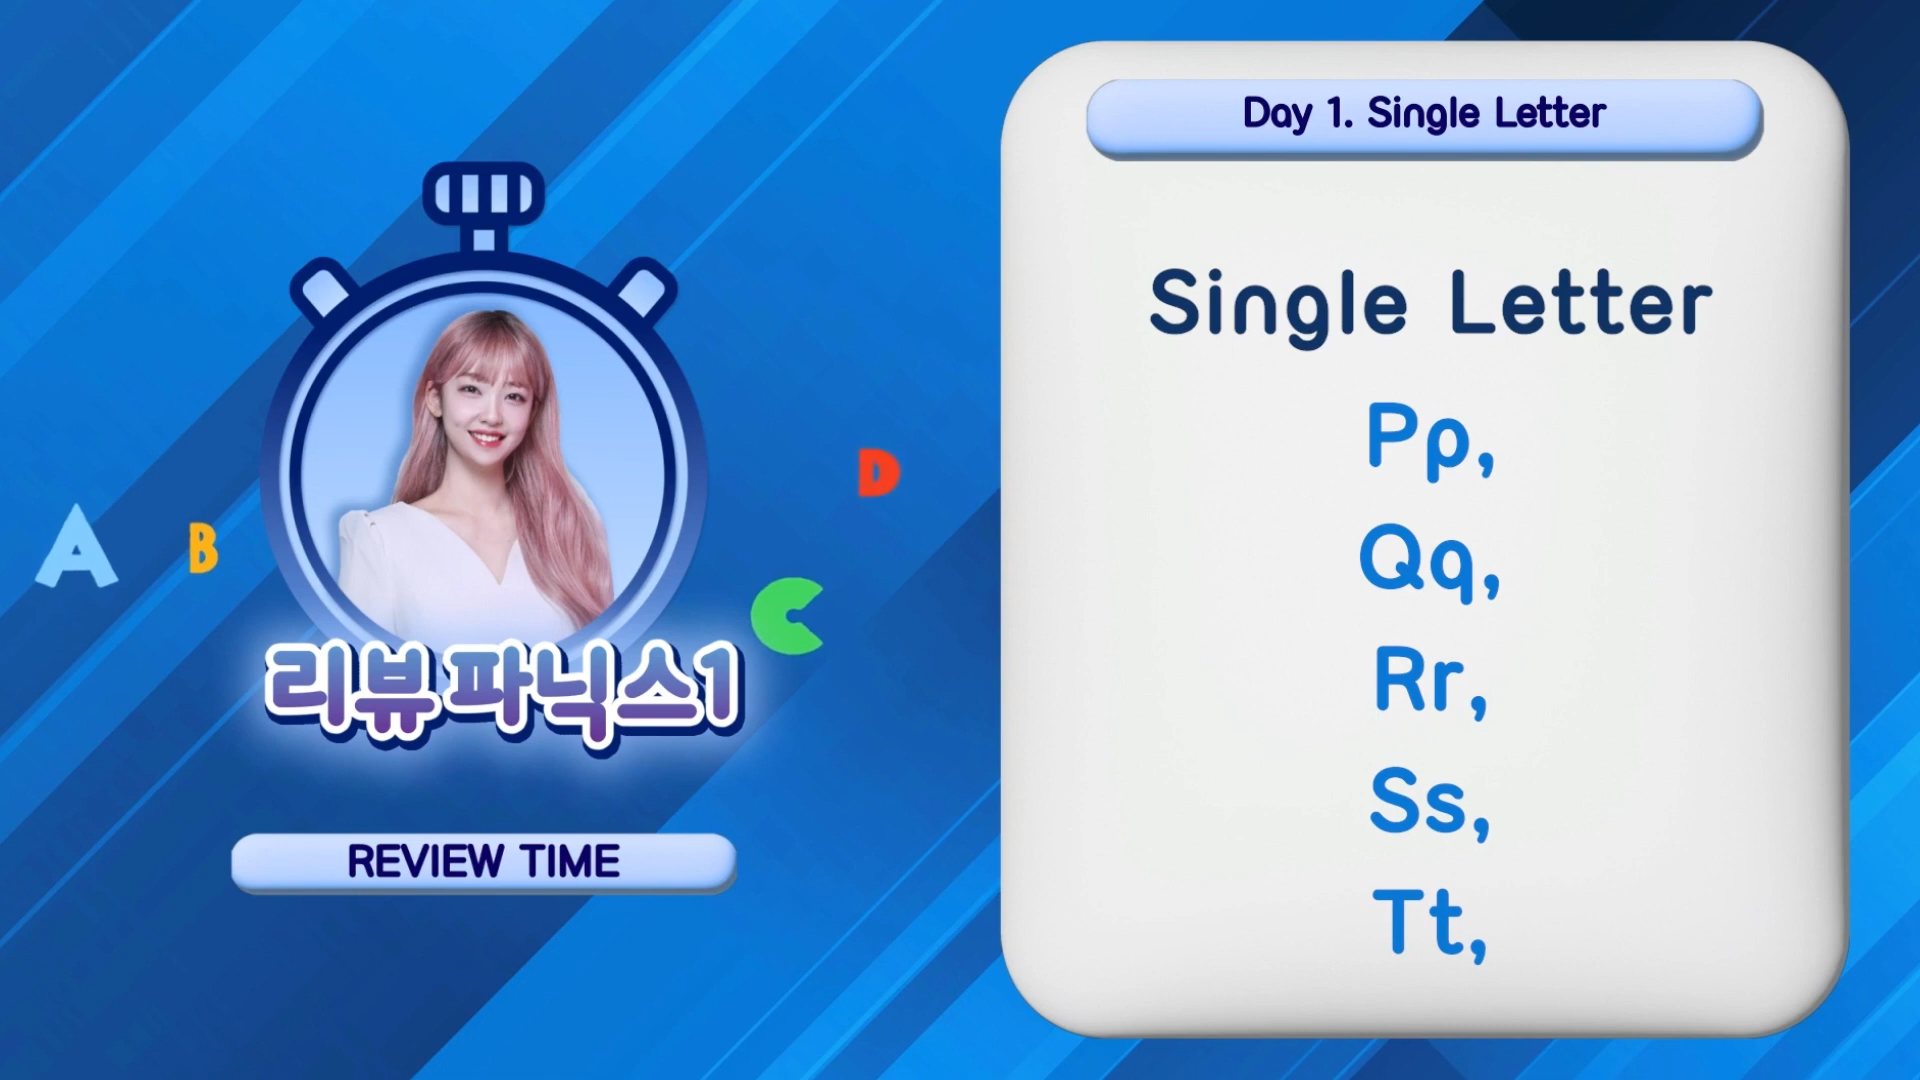 A
B
C
D
리뷰 파닉스1
REVIEW TIME
Day 1. Single Letter
Single Letter
Pp,
Qq,
Rr,
Ss,
Tt,